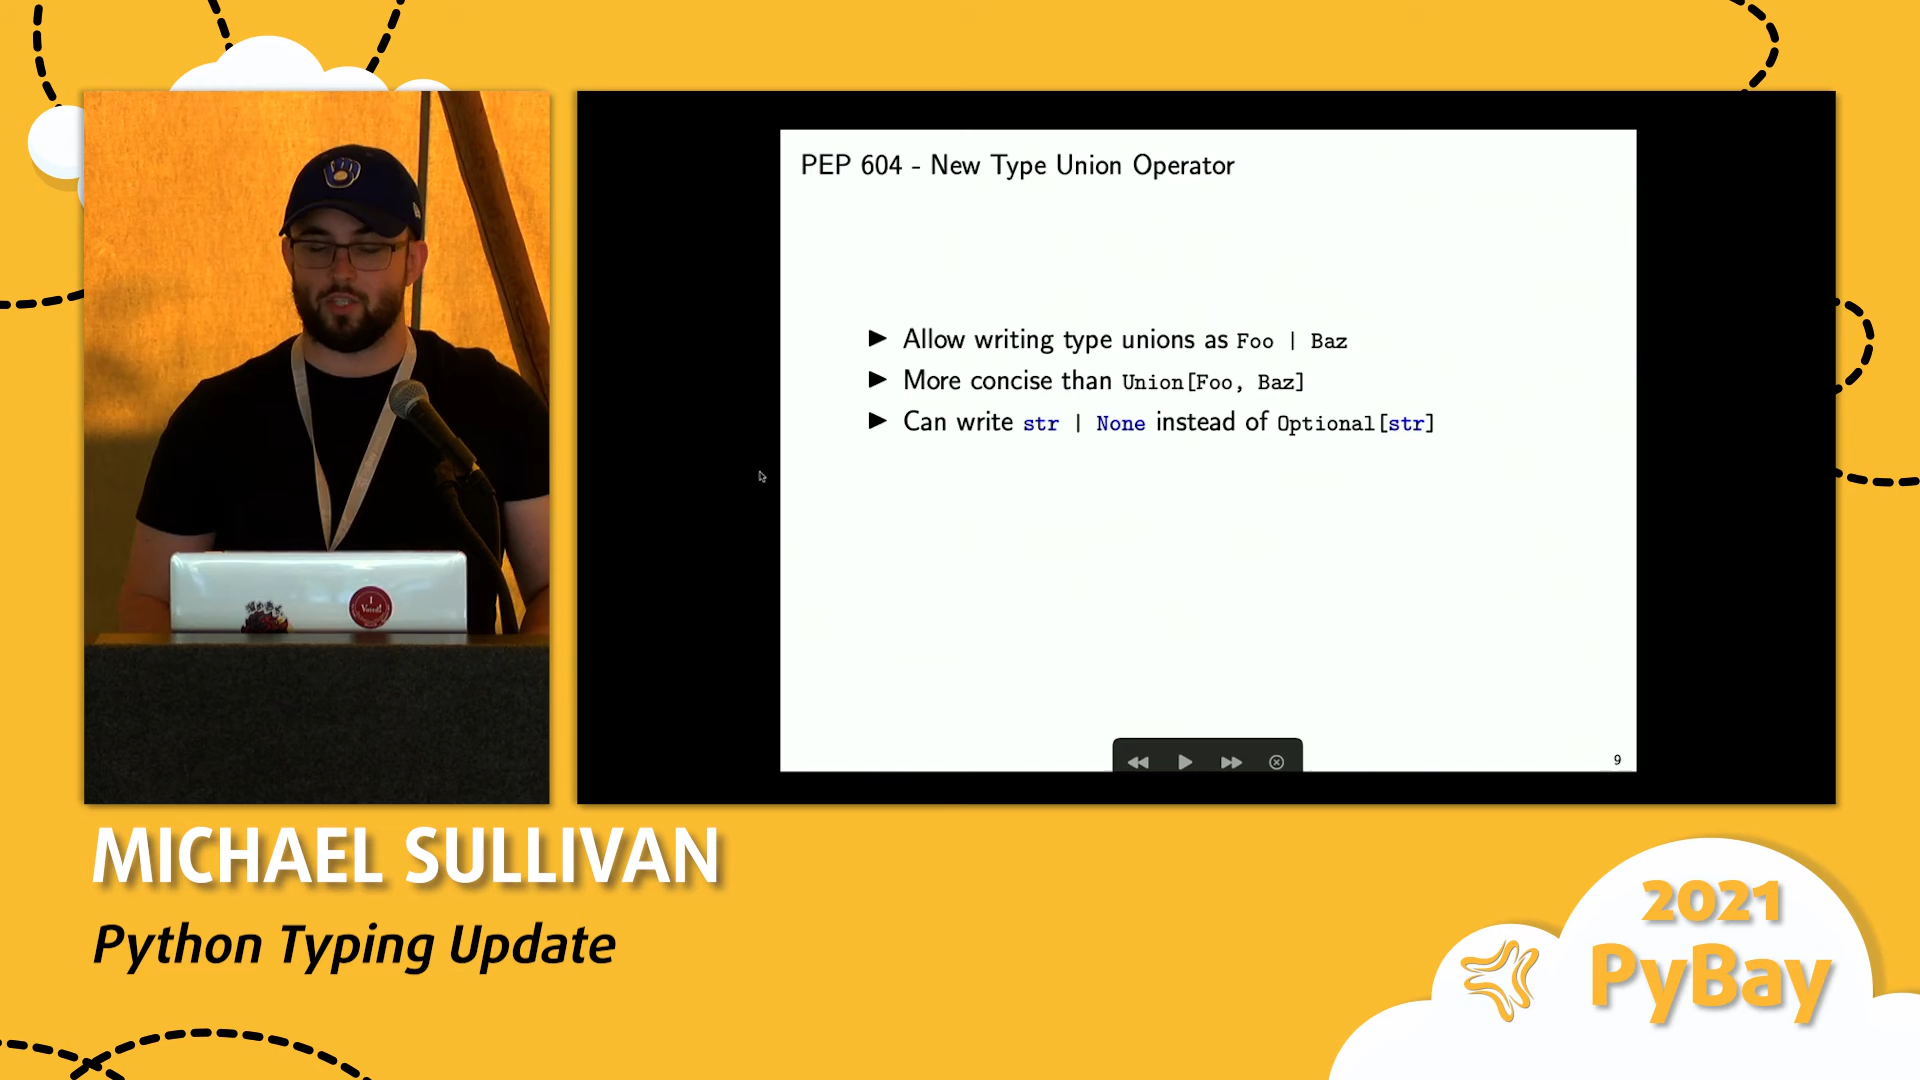 PEP 604 - New Type Union Operator
▶ Allow writing type unions as Foo | Baz
▶ More concise than Union[Foo, Baz]
▶ Can write str | None instead of Optional[str]
9
I
Voted!
MICHAEL SULLIVAN
Python Typing Update
2021
PyBay